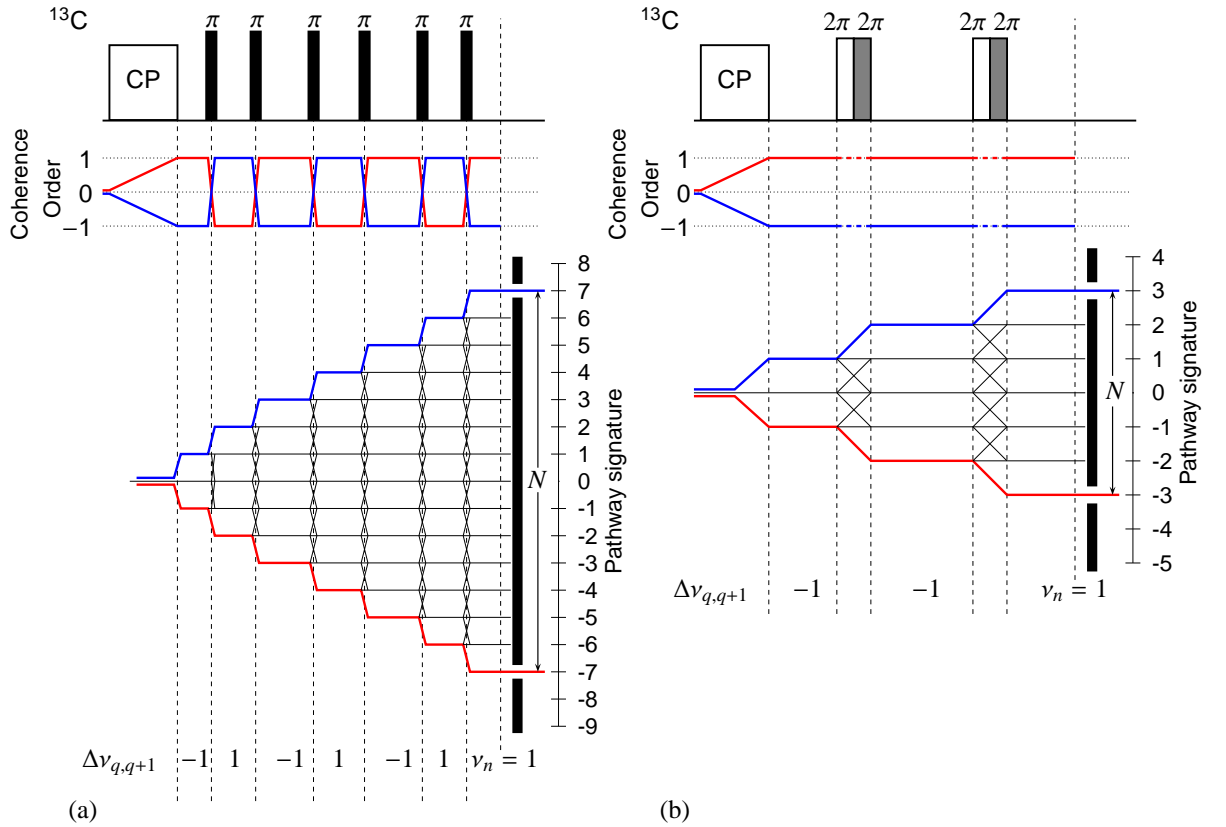 ¹³C
π π π π π π
CP
Coherence
Order
1
0
−1
8
7
6
5
4
3
2
1
0
-1
-2
-3
-4
-5
-6
-7
-8
-9
N
Pathway signature
Δν_{q,q+1} −1 1 −1 1 −1 1 ν_n = 1
(a)
¹³C
2π 2π 2π 2π
CP
Coherence
Order
1
0
−1
4
3
2
1
0
-1
-2
-3
-4
-5
N
Pathway signature
Δν_{q,q+1} −1 −1 ν_n = 1
(b)